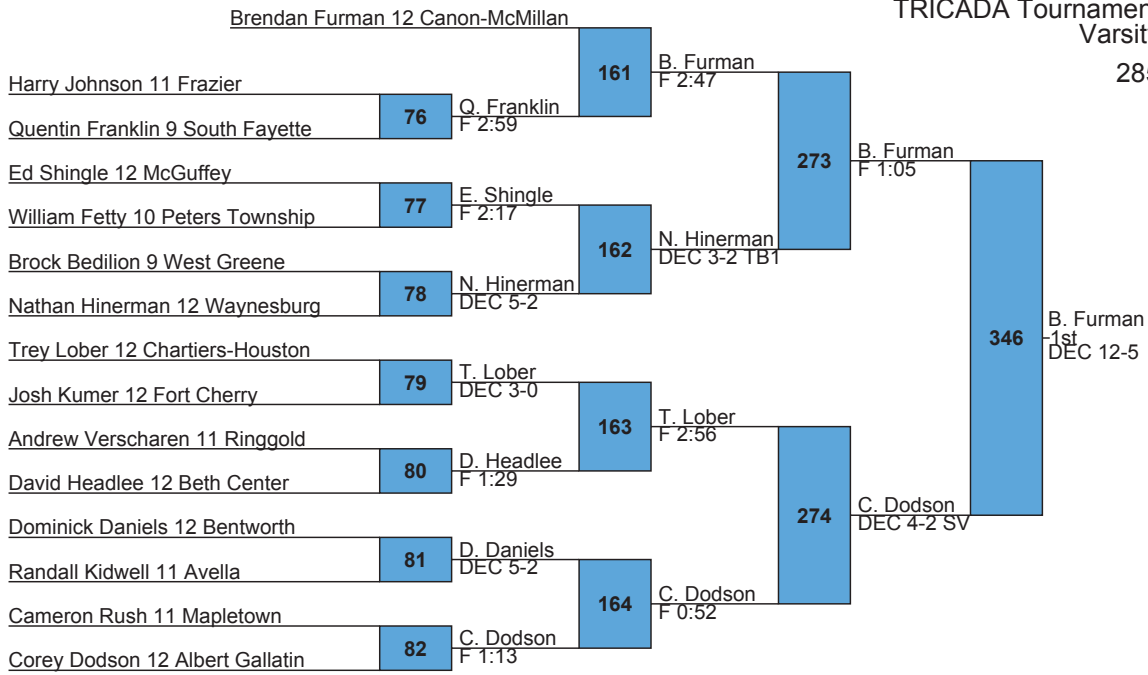 TRICADA Tournamen
Varsit
28
Brendan Furman 12 Canon-McMillan
Harry Johnson 11 Frazier
Quentin Franklin 9 South Fayette
Ed Shingle 12 McGuffey
William Fetty 10 Peters Township
Brock Bedilion 9 West Greene
Nathan Hinerman 12 Waynesburg
Trey Lober 12 Chartiers-Houston
Josh Kumer 12 Fort Cherry
Andrew Verscharen 11 Ringgold
David Headlee 12 Beth Center
Dominick Daniels 12 Bentworth
Randall Kidwell 11 Avella
Cameron Rush 11 Mapletown
Corey Dodson 12 Albert Gallatin
76
Q. Franklin
F 2:59
77
E. Shingle
F 2:17
78
N. Hinerman
DEC 5-2
79
T. Lober
DEC 3-0
80
D. Headlee
F 1:29
81
D. Daniels
DEC 5-2
82
C. Dodson
F 1:13
161
B. Furman
F 2:47
162
N. Hinerman
DEC 3-2 TB1
163
T. Lober
F 2:56
164
C. Dodson
F 0:52
273
B. Furman
F 1:05
274
C. Dodson
DEC 4-2 SV
346
B. Furman
1st
DEC 12-5